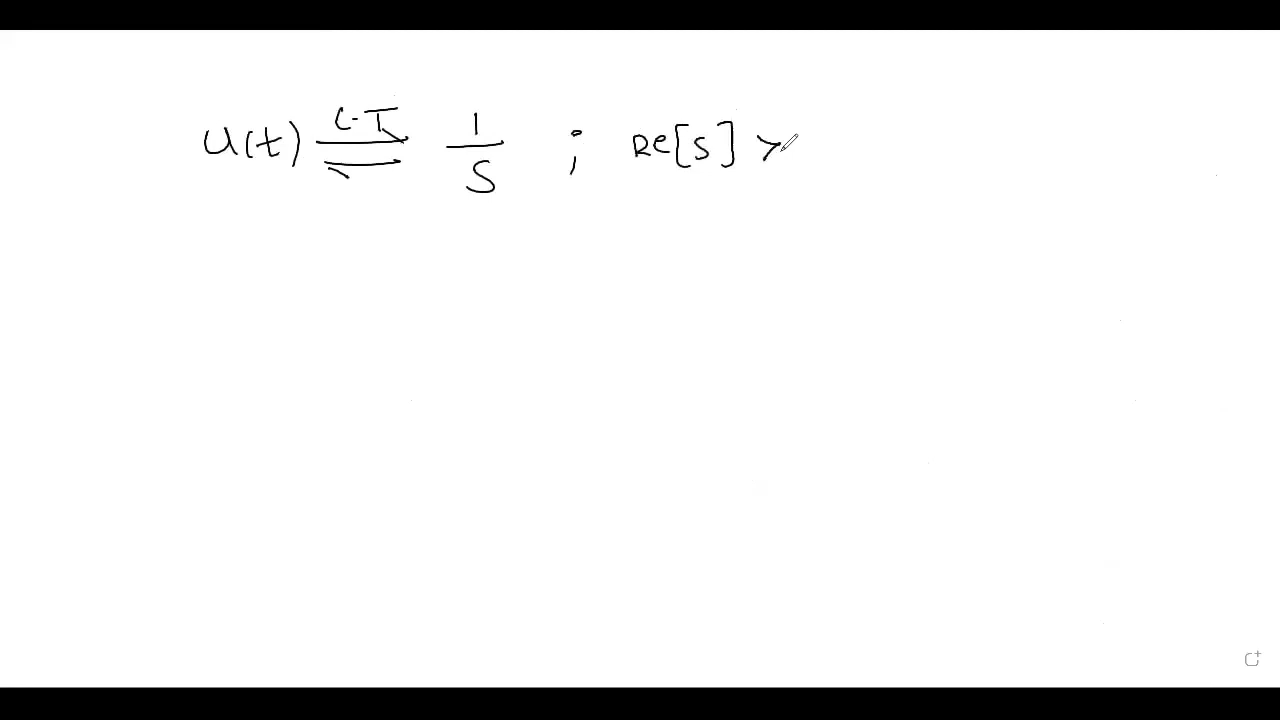 u(t) L.T ⇌ 1/S ; Re[s] >